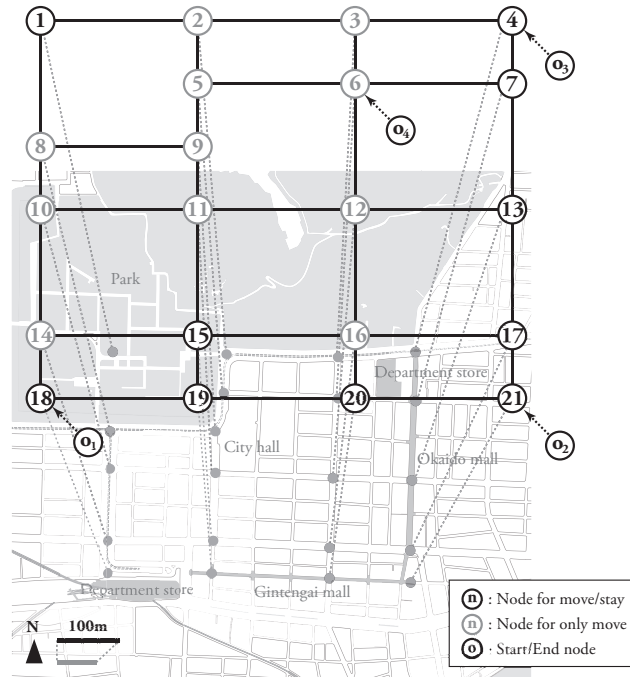 1 2 3 4
o3
5 6 7
o4
8 9
10 11 12 13
Park
14 15 16 17
Department store
18 19 20 21
o1 o2
City hall
Okaido mall
Department store
Gintengai mall
N 100m
n : Node for move/stay
n : Node for only move
o : Start/End node